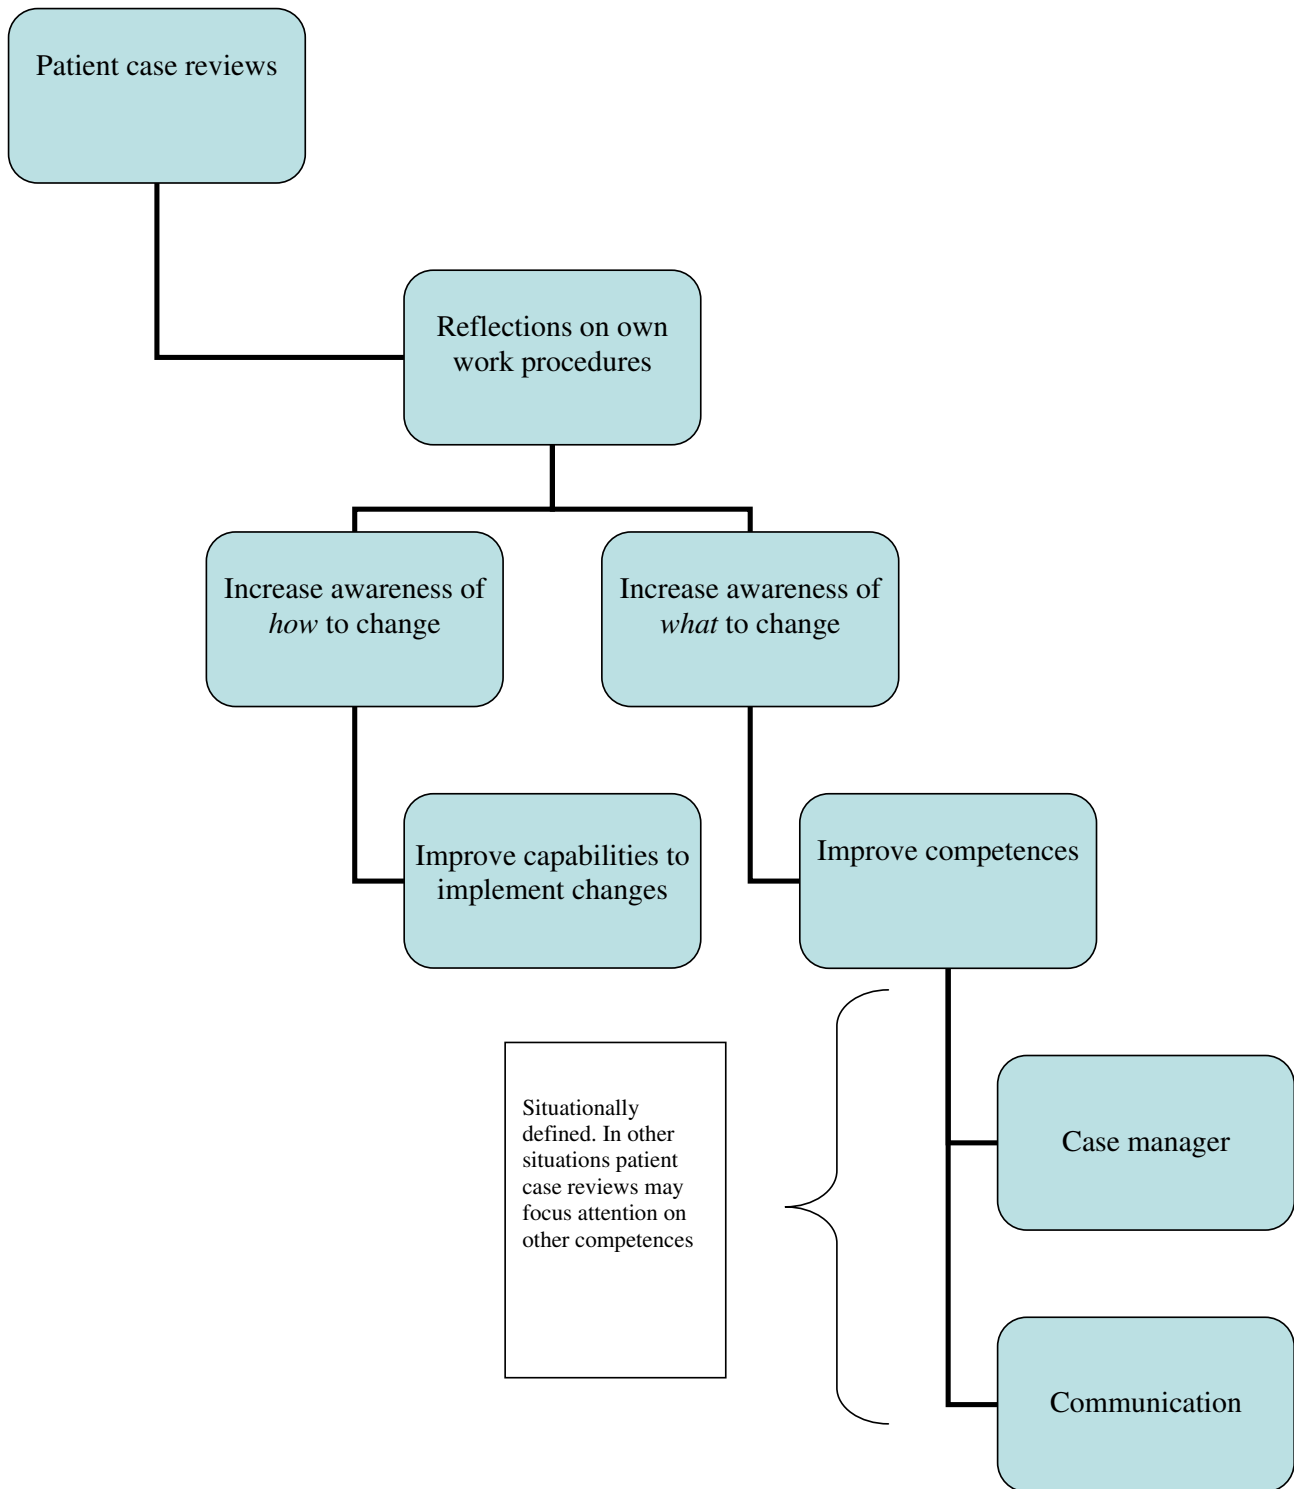 Patient case reviews
Reflections on own
work procedures
Increase awareness of
how to change
Increase awareness of
what to change
Improve capabilities to
implement changes
Improve competences
Situationally
defined. In other
situations patient
case reviews may
focus attention on
other competences
Case manager
Communication